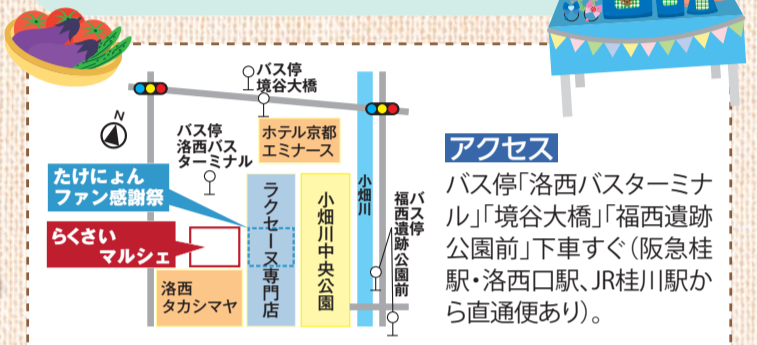 バス停
境谷大橋
N
バス停
洛西バス
ターミナル
ホテル京都
エミナース
たけにょん
ファン感謝祭
らくさい
マルシェ
ラクセーヌ専門店
小畑川中央公園
小畑川
バス停
福西遺跡公園前
洛西
タカシマヤ
アクセス
バス停「洛西バスターミナ
ル」「境谷大橋」「福西遺跡
公園前」下車すぐ(阪急桂
駅・洛西口駅、JR桂川駅か
ら直通便あり)。